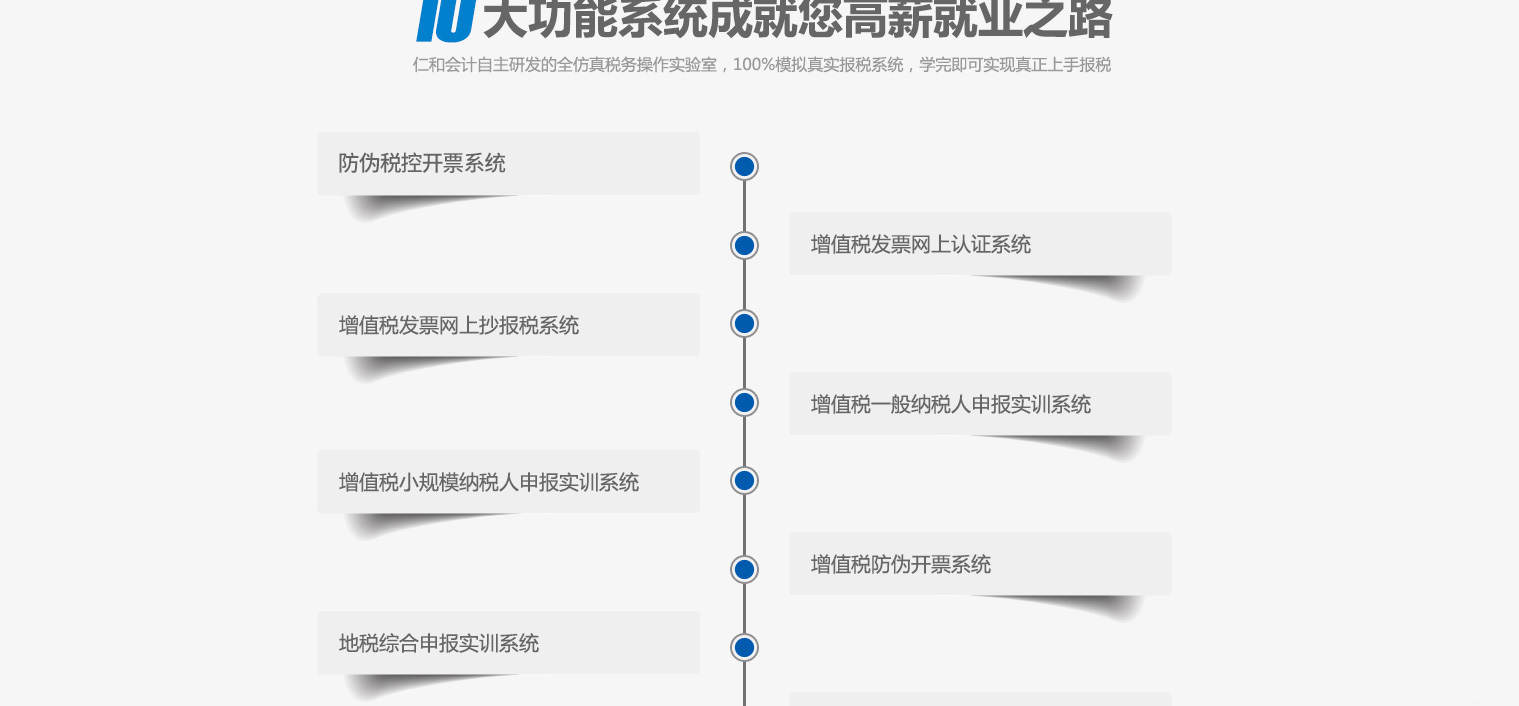 10大功能系统成就您高薪就业之路
仁和会计自主研发的全仿真税务操作实验室，100%模拟真实报税系统，学完即可实现真正上手报税
防伪税控开票系统
增值税发票网上认证系统
增值税发票网上抄报税系统
增值税一般纳税人申报实训系统
增值税小规模纳税人申报实训系统
增值税防伪开票系统
地税综合申报实训系统